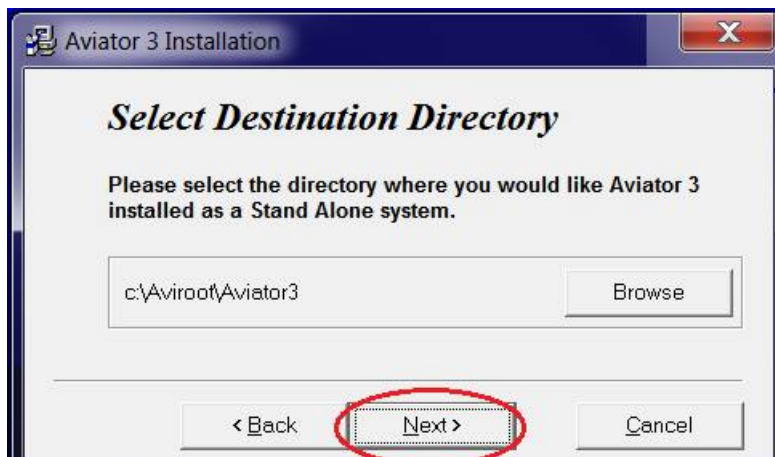 Aviator 3 Installation
X
Select Destination Directory
Please select the directory where you would like Aviator 3
installed as a Stand Alone system.
c:\Aviroot\Aviator3
Browse
< Back
Next >
Cancel